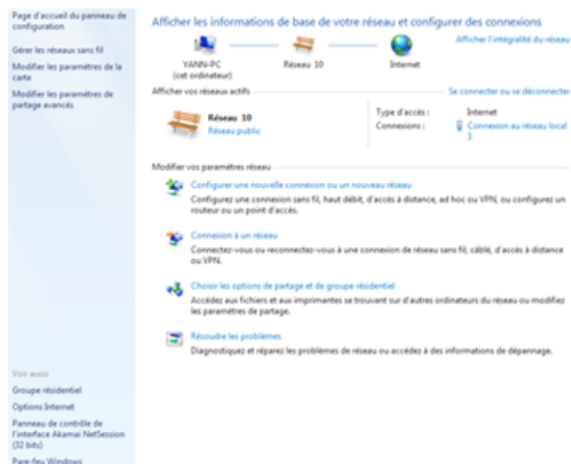 Page d'accueil du panneau de
configuration
Gérer les réseaux sans fil
Modifier les paramètres de la
carte
Modifier les paramètres de
partage avancés
Voir aussi
Groupe résidentiel
Options Internet
Panneau de contrôle de
l'interface Akamai NetSession
(32 bits)
Pare-feu Windows
Afficher les informations de base de votre réseau et configurer des connexions
Afficher l'intégralité du réseau
YANN-PC
(cet ordinateur)
Réseau 10
Internet
Afficher vos réseaux actifs
Se connecter ou se déconnecter
Réseau 10
Réseau public
Type d'accès :
Internet
Connexions :
Connexion au réseau local
3
Modifier vos paramètres réseau
Configurer une nouvelle connexion ou un nouveau réseau
Configurez une connexion sans fil, haut débit, d'accès à distance, ad hoc ou VPN, ou configurez un
routeur ou un point d'accès.
Connexion à un réseau
Connectez-vous ou reconnectez-vous à une connexion de réseau sans fil, câblé, d'accès à distance
ou VPN.
Choisir les options de partage et de groupe résidentiel
Accédez aux fichiers et aux imprimantes se trouvant sur d'autres ordinateurs du réseau ou modifiez
les paramètres de partage.
Résoudre les problèmes
Diagnostiquez et réparez les problèmes de réseau ou accédez à des informations de dépannage.